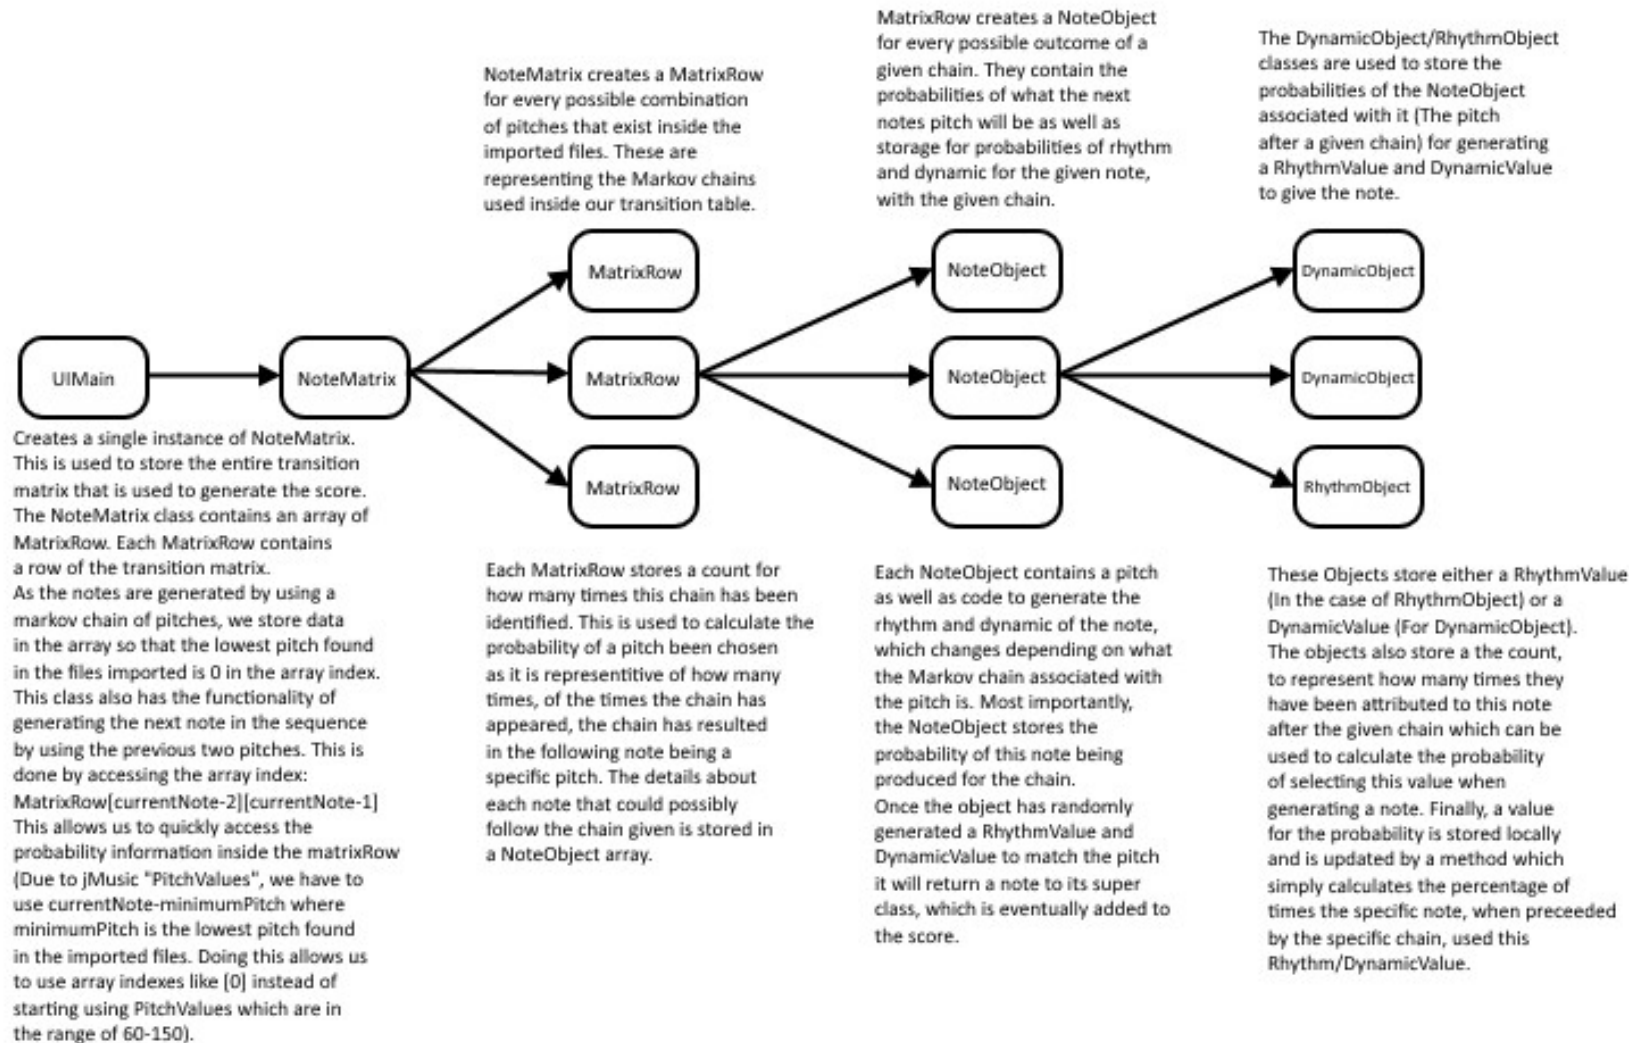 NoteMatrix creates a MatrixRow
for every possible combination
of pitches that exist inside the
imported files. These are
representing the Markov chains
used inside our transition table.
MatrixRow creates a NoteObject
for every possible outcome of a
given chain. They contain the
probabilities of what the next
notes pitch will be as well as
storage for probabilities of rhythm
and dynamic for the given note,
with the given chain.
The DynamicObject/RhythmObject
classes are used to store the
probabilities of the NoteObject
associated with it (The pitch
after a given chain) for generating
a RhythmValue and DynamicValue
to give the note.
UIMain
NoteMatrix
MatrixRow
MatrixRow
MatrixRow
NoteObject
NoteObject
NoteObject
DynamicObject
DynamicObject
RhythmObject
Creates a single instance of NoteMatrix.
This is used to store the entire transition
matrix that is used to generate the score.
The NoteMatrix class contains an array of
MatrixRow. Each MatrixRow contains
a row of the transition matrix.
As the notes are generated by using a
markov chain of pitches, we store data
in the array so that the lowest pitch found
in the files imported is 0 in the array index.
This class also has the functionality of
generating the next note in the sequence
by using the previous two pitches. This is
done by accessing the array index:
MatrixRow[currentNote-2][currentNote-1]
This allows us to quickly access the
probability information inside the matrixRow
(Due to jMusic "PitchValues", we have to
use currentNote-minimumPitch where
minimumPitch is the lowest pitch found
in the imported files. Doing this allows us
to use array indexes like [0] instead of
starting using PitchValues which are in
the range of 60-150).
Each MatrixRow stores a count for
how many times this chain has been
identified. This is used to calculate the
probability of a pitch been chosen
as it is representitive of how many
times, of the times the chain has
appeared, the chain has resulted
in the following note being a
specific pitch. The details about
each note that could possibly
follow the chain given is stored in
a NoteObject array.
Each NoteObject contains a pitch
as well as code to generate the
rhythm and dynamic of the note,
which changes depending on what
the Markov chain associated with
the pitch is. Most importantly,
the NoteObject stores the
probability of this note being
produced for the chain.
Once the object has randomly
generated a RhythmValue and
DynamicValue to match the pitch
it will return a note to its super
class, which is eventually added to
the score.
These Objects store either a RhythmValue
(In the case of RhythmObject) or a
DynamicValue (For DynamicObject).
The objects also store a the count,
to represent how many times they
have been attributed to this note
after the given chain which can be
used to calculate the probability
of selecting this value when
generating a note. Finally, a value
for the probability is stored locally
and is updated by a method which
simply calculates the percentage of
times the specific note, when preceeded
by the specific chain, used this
Rhythm/DynamicValue.